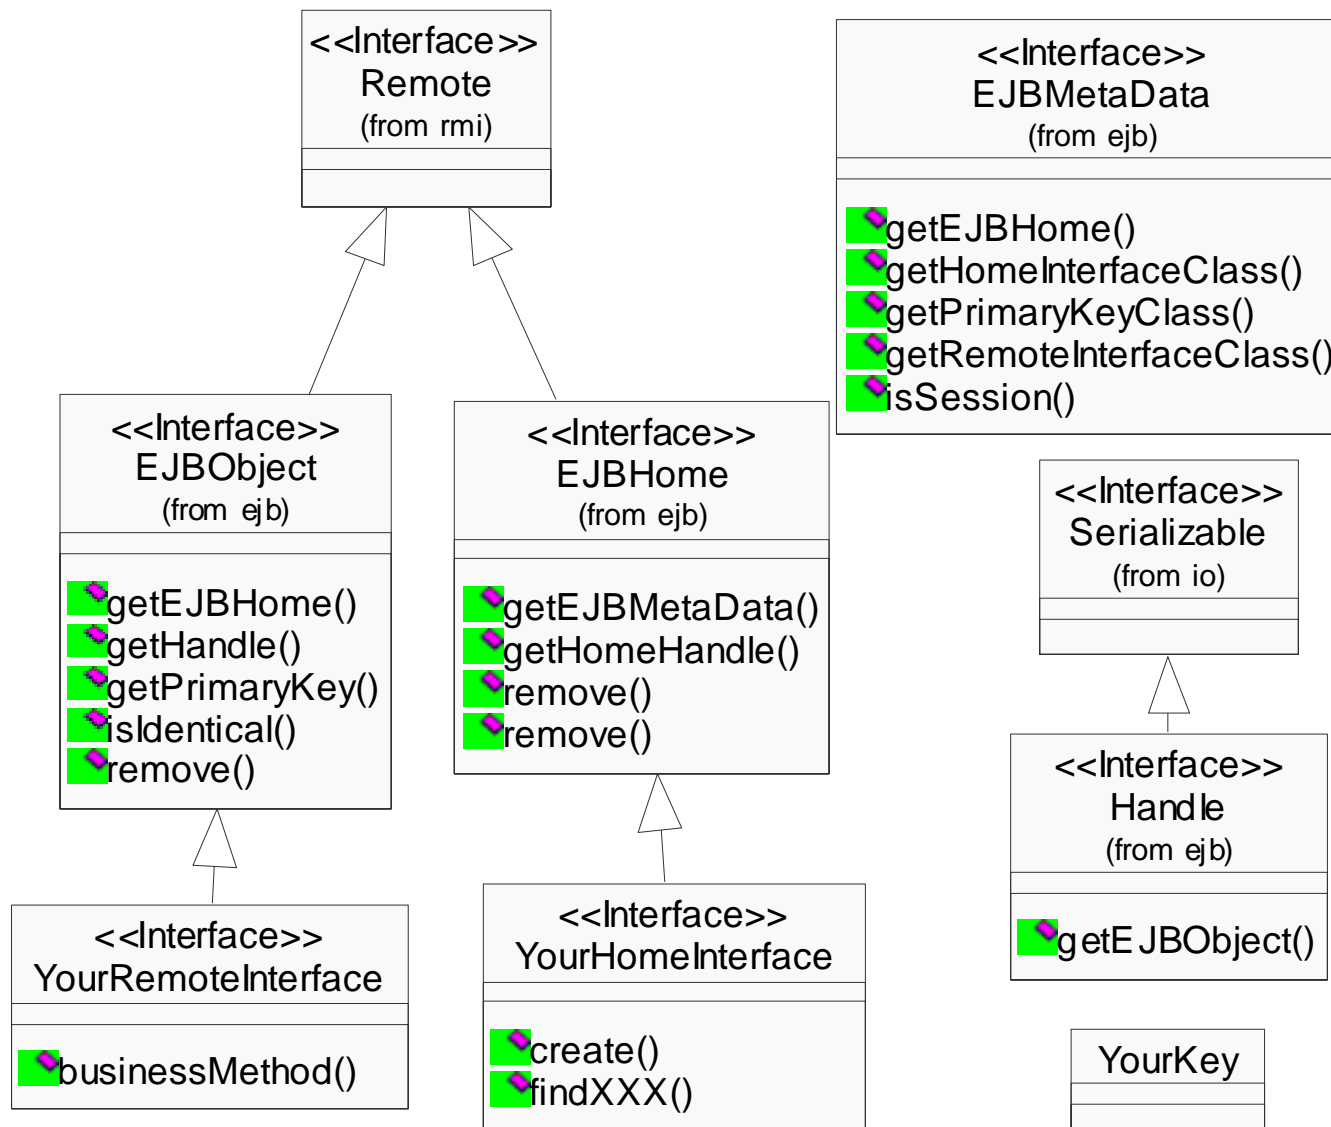 <<Interface>>
Remote
(from rmi)
<<Interface>>
EJBMetaData
(from ejb)
getEJBHome()
getHomeInterfaceClass()
getPrimaryKeyClass()
getRemoteInterfaceClass()
isSession()
<<Interface>>
EJBObject
(from ejb)
getEJBHome()
getHandle()
getPrimaryKey()
isIdentical()
remove()
<<Interface>>
EJBHome
(from ejb)
getEJBMetaData()
getHomeHandle()
remove()
remove()
<<Interface>>
Serializable
(from io)
<<Interface>>
Handle
(from ejb)
getEJBObject()
<<Interface>>
YourRemoteInterface
businessMethod()
<<Interface>>
YourHomeInterface
create()
findXXX()
YourKey